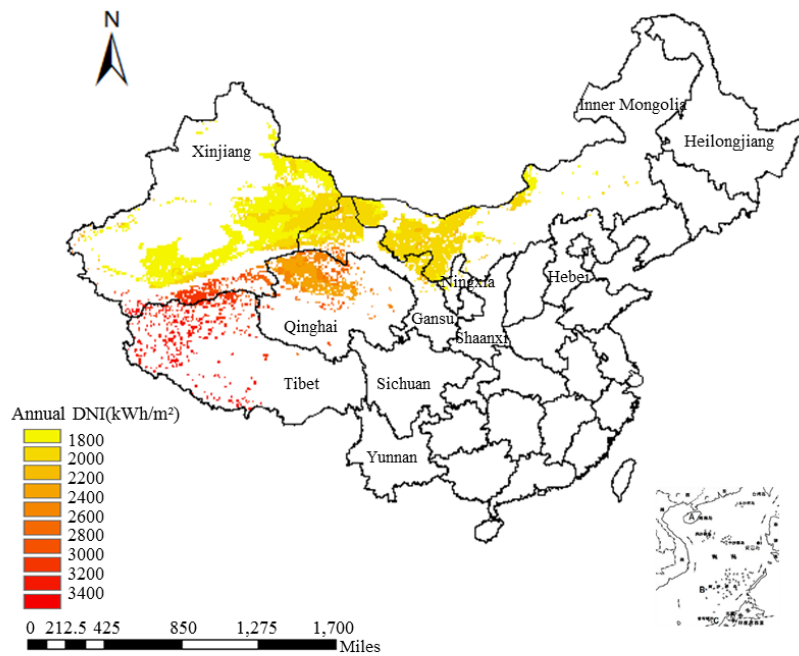 N
Inner Mongolia
Heilongjiang
Xinjiang
Ningxia
Hebei
Qinghai
Gansu
Shaanxi
Tibet
Sichuan
Yunnan
Annual DNI(kWh/m²)
1800
2000
2200
2400
2600
2800
3000
3200
3400
0 212.5 425 850 1,275 1,700
Miles
A
B
C